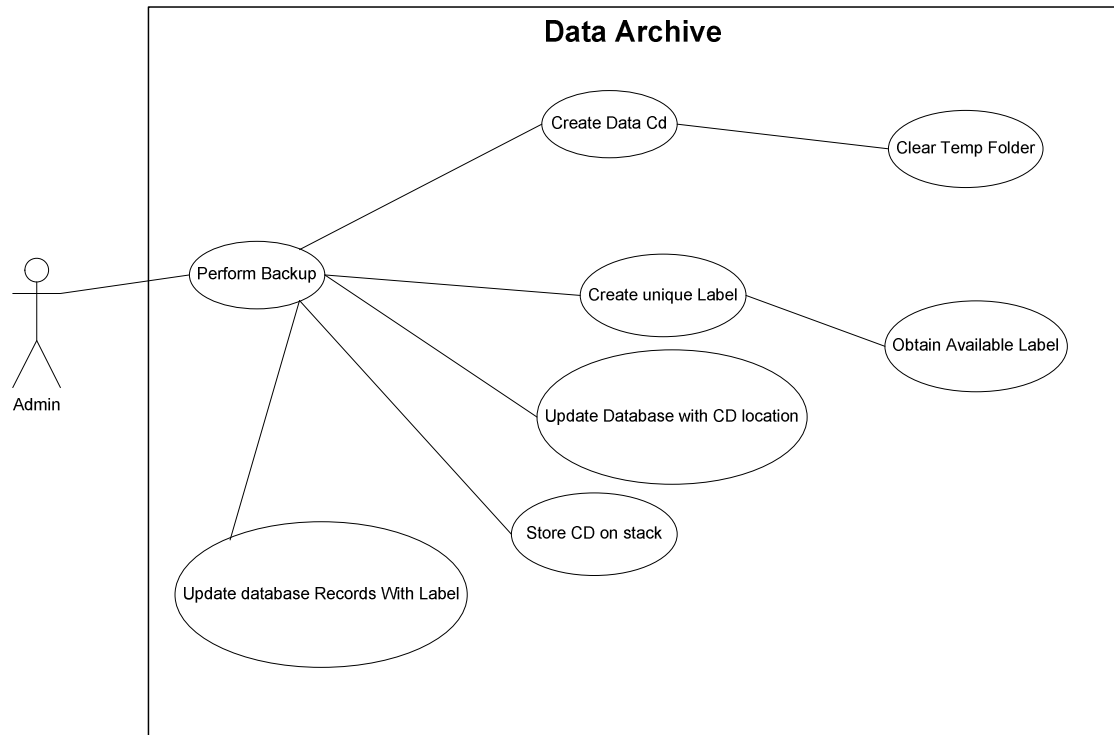 Data Archive
Create Data Cd
Clear Temp Folder
Perform Backup
Create unique Label
Obtain Available Label
Admin
Update Database with CD location
Store CD on stack
Update database Records With Label